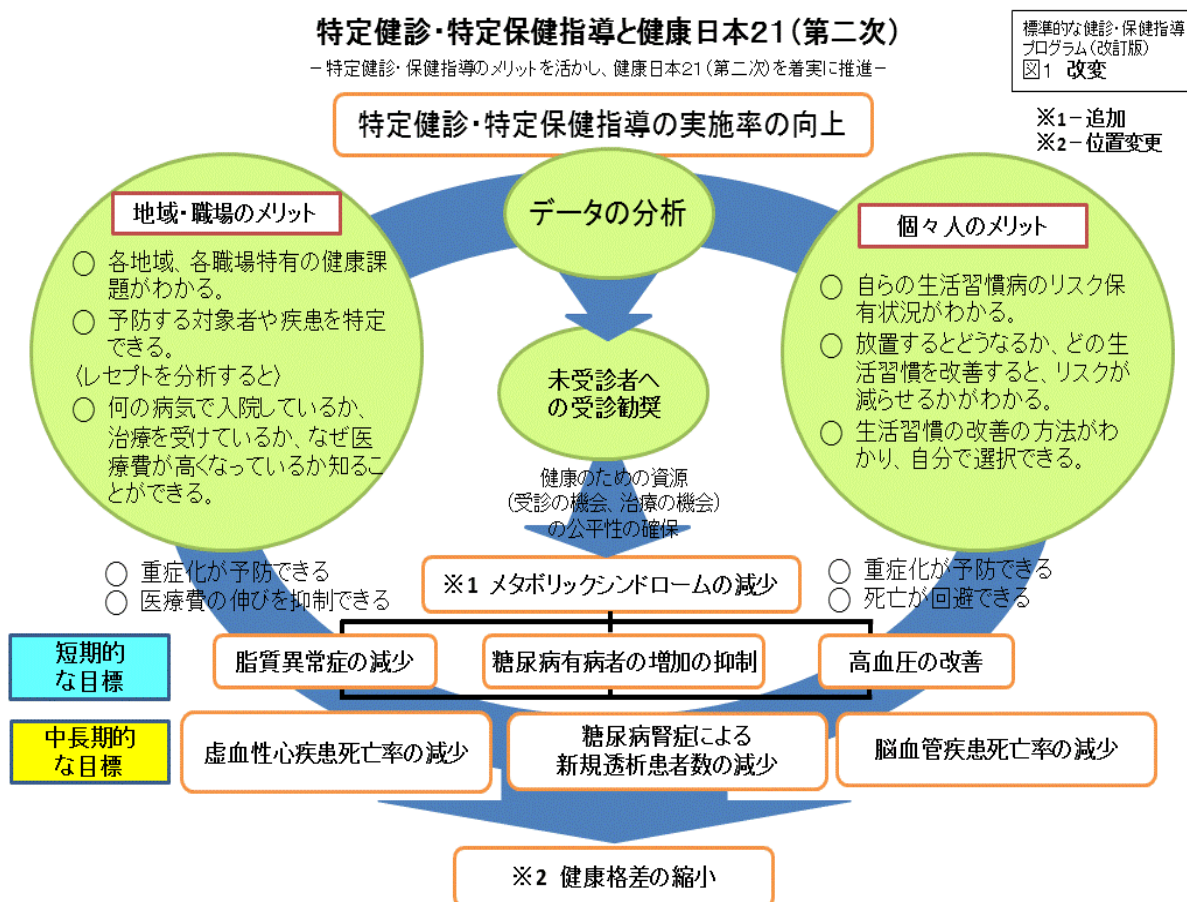 特定健診・特定保健指導と健康日本21(第二次)
－特定健診・保健指導のメリットを活かし、健康日本21(第二次)を着実に推進－
標準的な健診・保健指導
プログラム(改訂版)
図1 改変
※1－追加
※2－位置変更
特定健診・特定保健指導の実施率の向上
地域・職場のメリット
○ 各地域、各職場特有の健康課
題がわかる。
○ 予防する対象者や疾患を特定
できる。
〈レセプトを分析すると〉
○ 何の病気で入院しているか、
治療を受けているか、なぜ医
療費が高くなっているか知るこ
とができる。
データの分析
未受診者へ
の受診勧奨
健康のための資源
(受診の機会、治療の機会)
の公平性の確保
個々人のメリット
○ 自らの生活習慣病のリスク保
有状況がわかる。
○ 放置するとどうなるか、どの生
活習慣を改善すると、リスクが
減らせるかがわかる。
○ 生活習慣の改善の方法がわ
かり、自分で選択できる。
○ 重症化が予防できる
○ 医療費の伸びを抑制できる
※1 メタボリックシンドロームの減少
○ 重症化が予防できる
○ 死亡が回避できる
短期的
な目標
脂質異常症の減少
糖尿病有病者の増加の抑制
高血圧の改善
中長期的
な目標
虚血性心疾患死亡率の減少
糖尿病腎症による
新規透析患者数の減少
脳血管疾患死亡率の減少
※2 健康格差の縮小